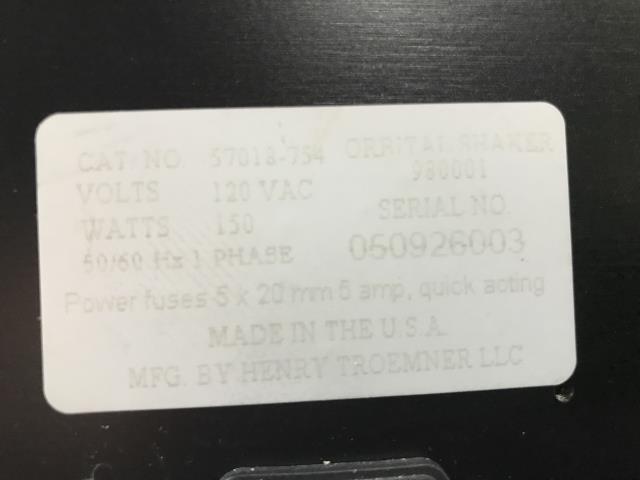 CAT. NO. 57018-754 ORBITAL SHAKER
980001
VOLTS 120 VAC
SERIAL NO.
WATTS 150
050926003
50/60 Hz 1 PHASE
Power fuses 5 x 20 mm 5 amp, quick acting
MADE IN THE U.S.A.
MFG. BY HENRY TROEMNER LLC